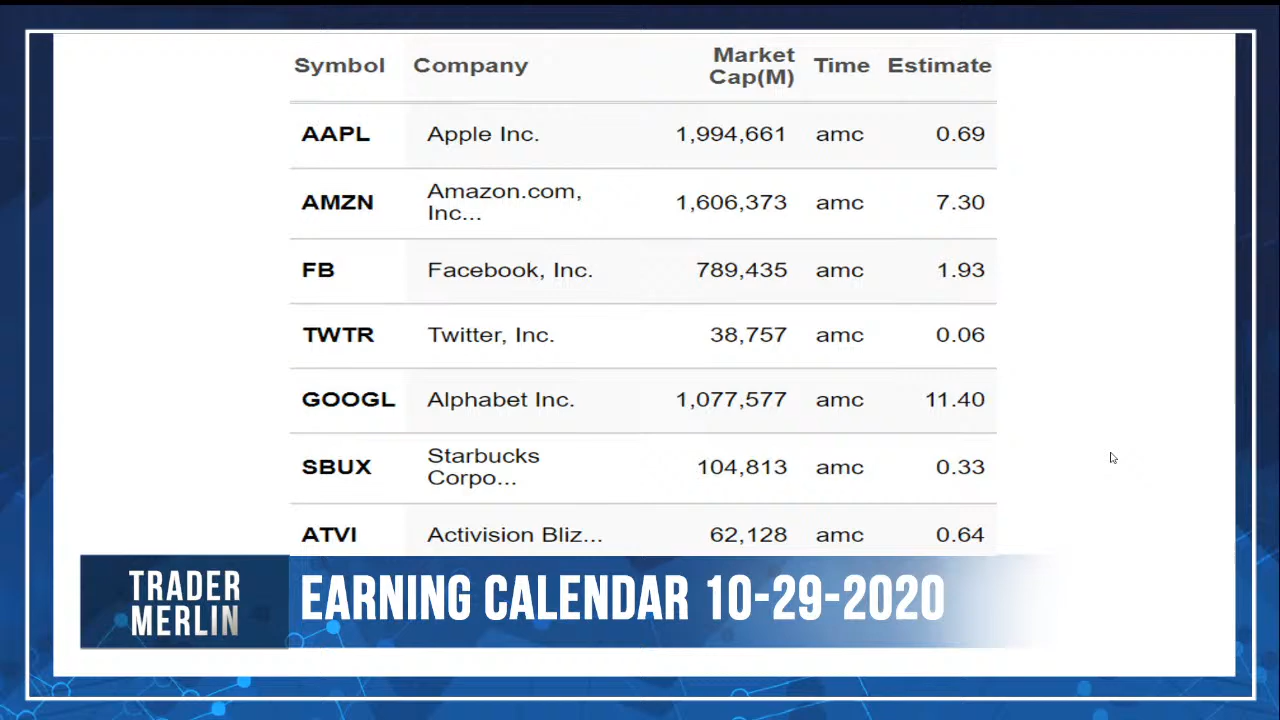 Symbol Company Market Cap(M) Time Estimate
AAPL Apple Inc. 1,994,661 amc 0.69
AMZN Amazon.com, Inc... 1,606,373 amc 7.30
FB Facebook, Inc. 789,435 amc 1.93
TWTR Twitter, Inc. 38,757 amc 0.06
GOOGL Alphabet Inc. 1,077,577 amc 11.40
SBUX Starbucks Corpo... 104,813 amc 0.33
ATVI Activision Bliz... 62,128 amc 0.64
TRADER
MERLIN
EARNING CALENDAR 10-29-2020